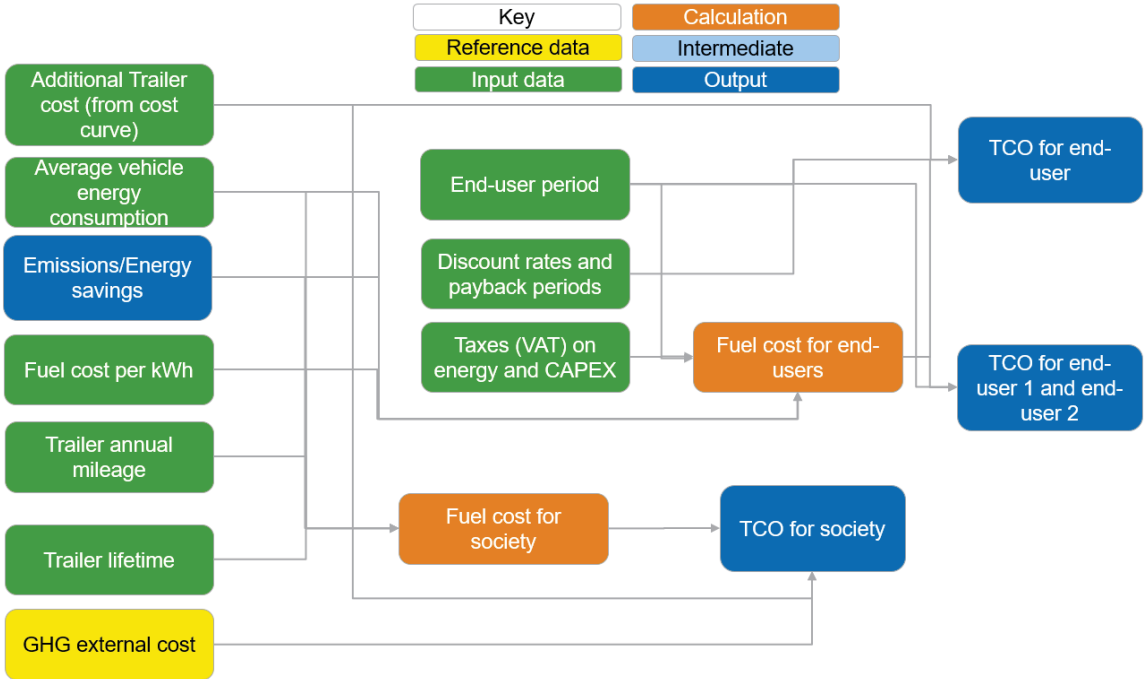 Key
Calculation
Reference data
Intermediate
Input data
Output
Additional Trailer
cost (from cost
curve)
Average vehicle
energy
consumption
Emissions/Energy
savings
Fuel cost per kWh
Trailer annual
mileage
Trailer lifetime
GHG external cost
End-user period
Discount rates and
payback periods
Taxes (VAT) on
energy and CAPEX
Fuel cost for end-
users
Fuel cost for
society
TCO for society
TCO for end-
user
TCO for end-
user 1 and end-
user 2